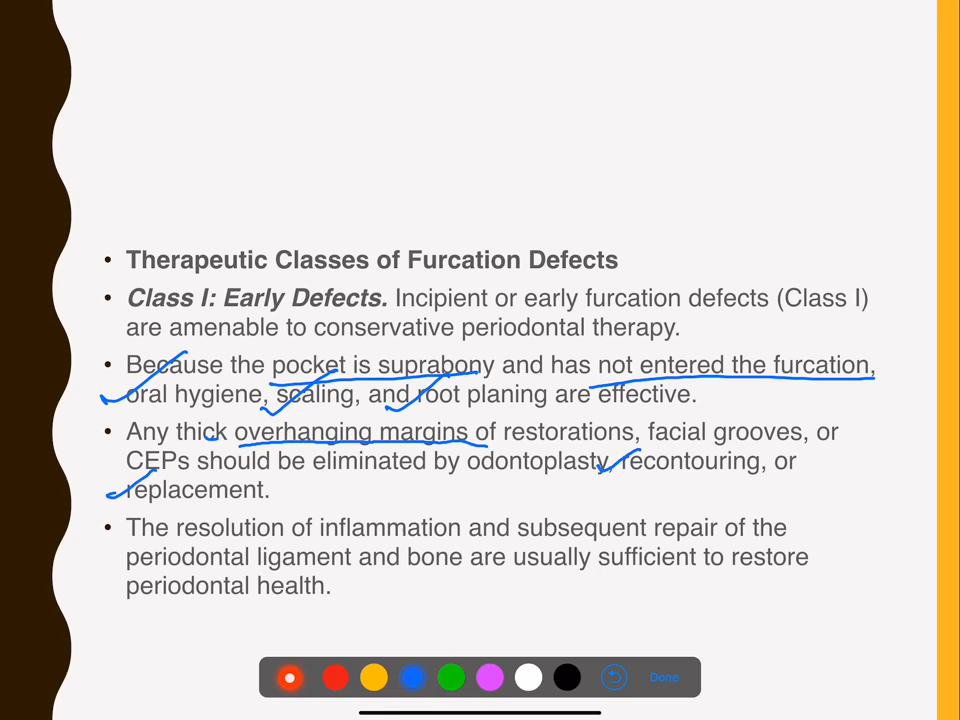 • Therapeutic Classes of Furcation Defects
• Class I: Early Defects. Incipient or early furcation defects (Class I)
are amenable to conservative periodontal therapy.
• Because the pocket is suprabony and has not entered the furcation,
oral hygiene, scaling, and root planing are effective.
• Any thick overhanging margins of restorations, facial grooves, or
CEPs should be eliminated by odontoplasty, recontouring, or
replacement.
• The resolution of inflammation and subsequent repair of the
periodontal ligament and bone are usually sufficient to restore
periodontal health.
Done